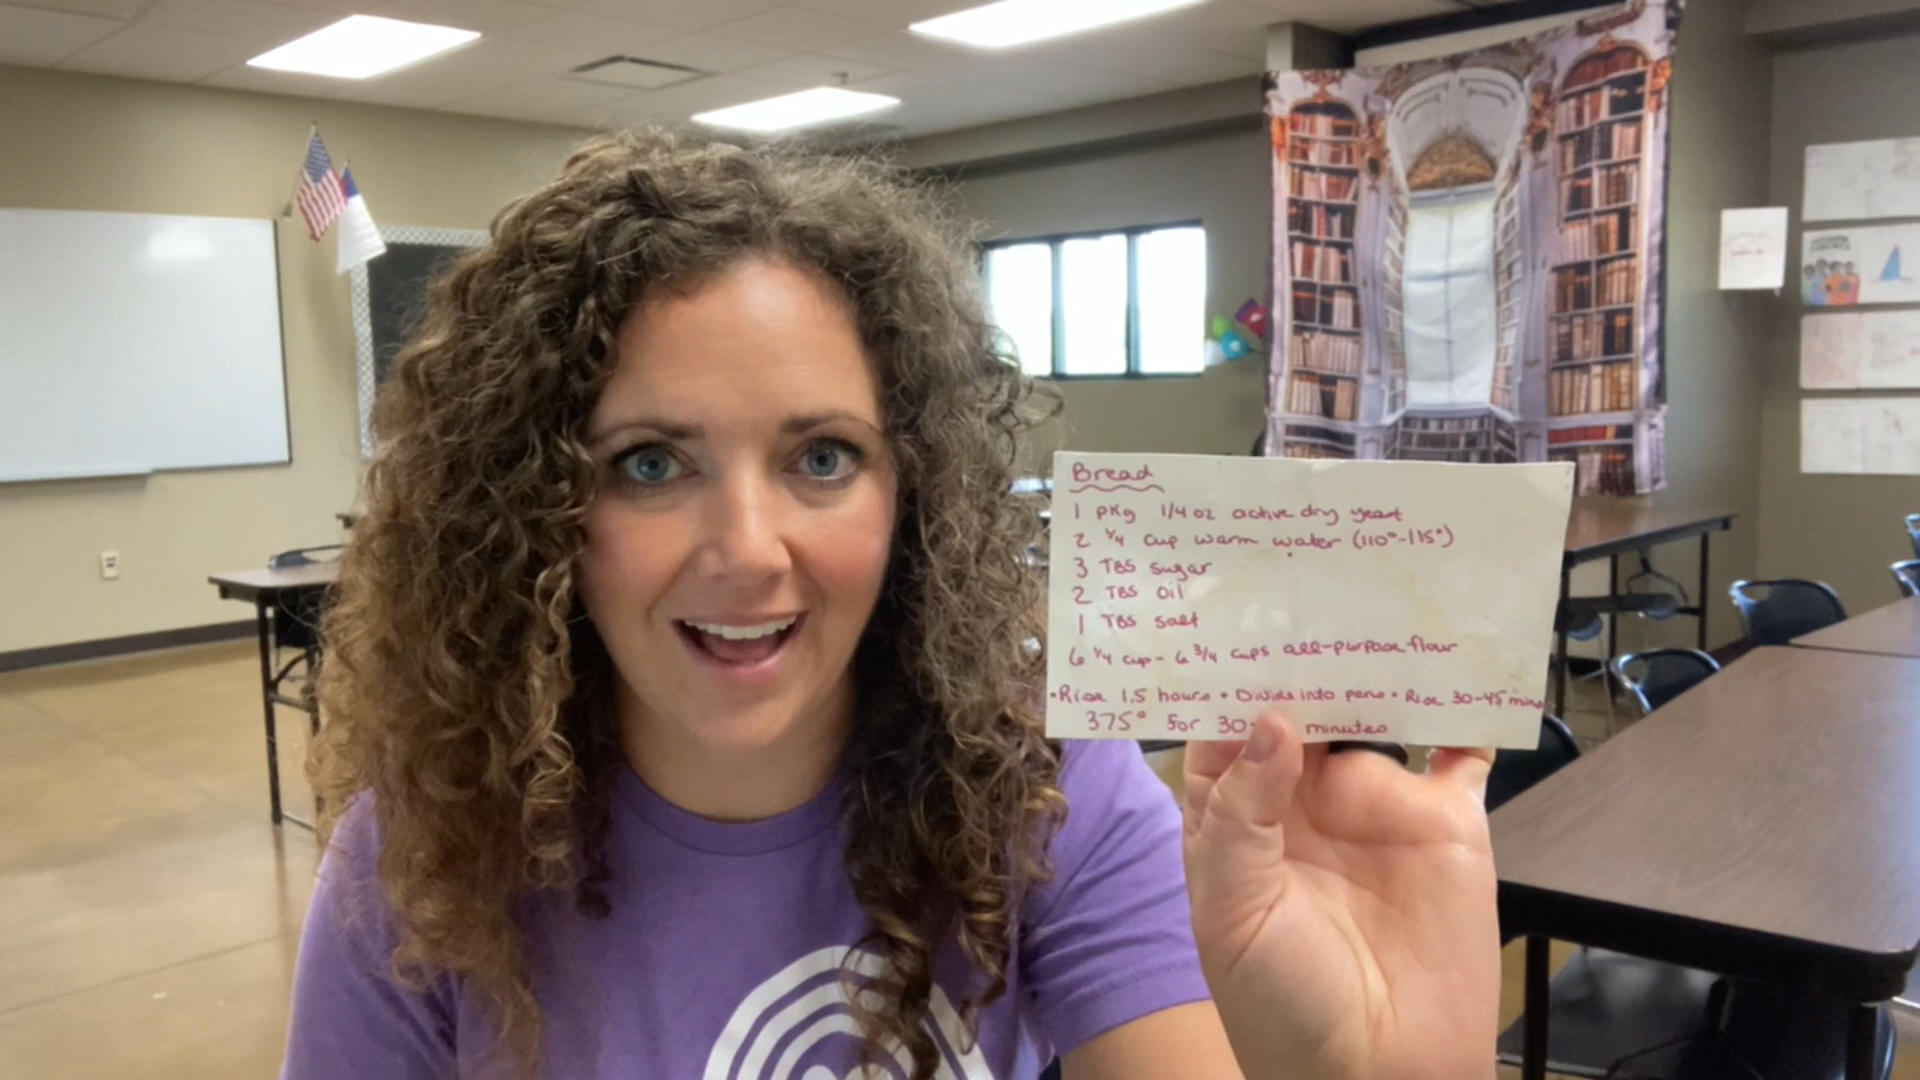 Bread
1 pkg 1/4 oz active dry yeast
2 1/4 cup warm water (110°-115°)
3 TBS sugar
2 TBS oil
1 TBS salt
6 1/4 cup - 6 3/4 cups all-purpose flour
• Rise 1.5 hours • Divide into pans • Rise 30-45 mins
375° for 30- minutes